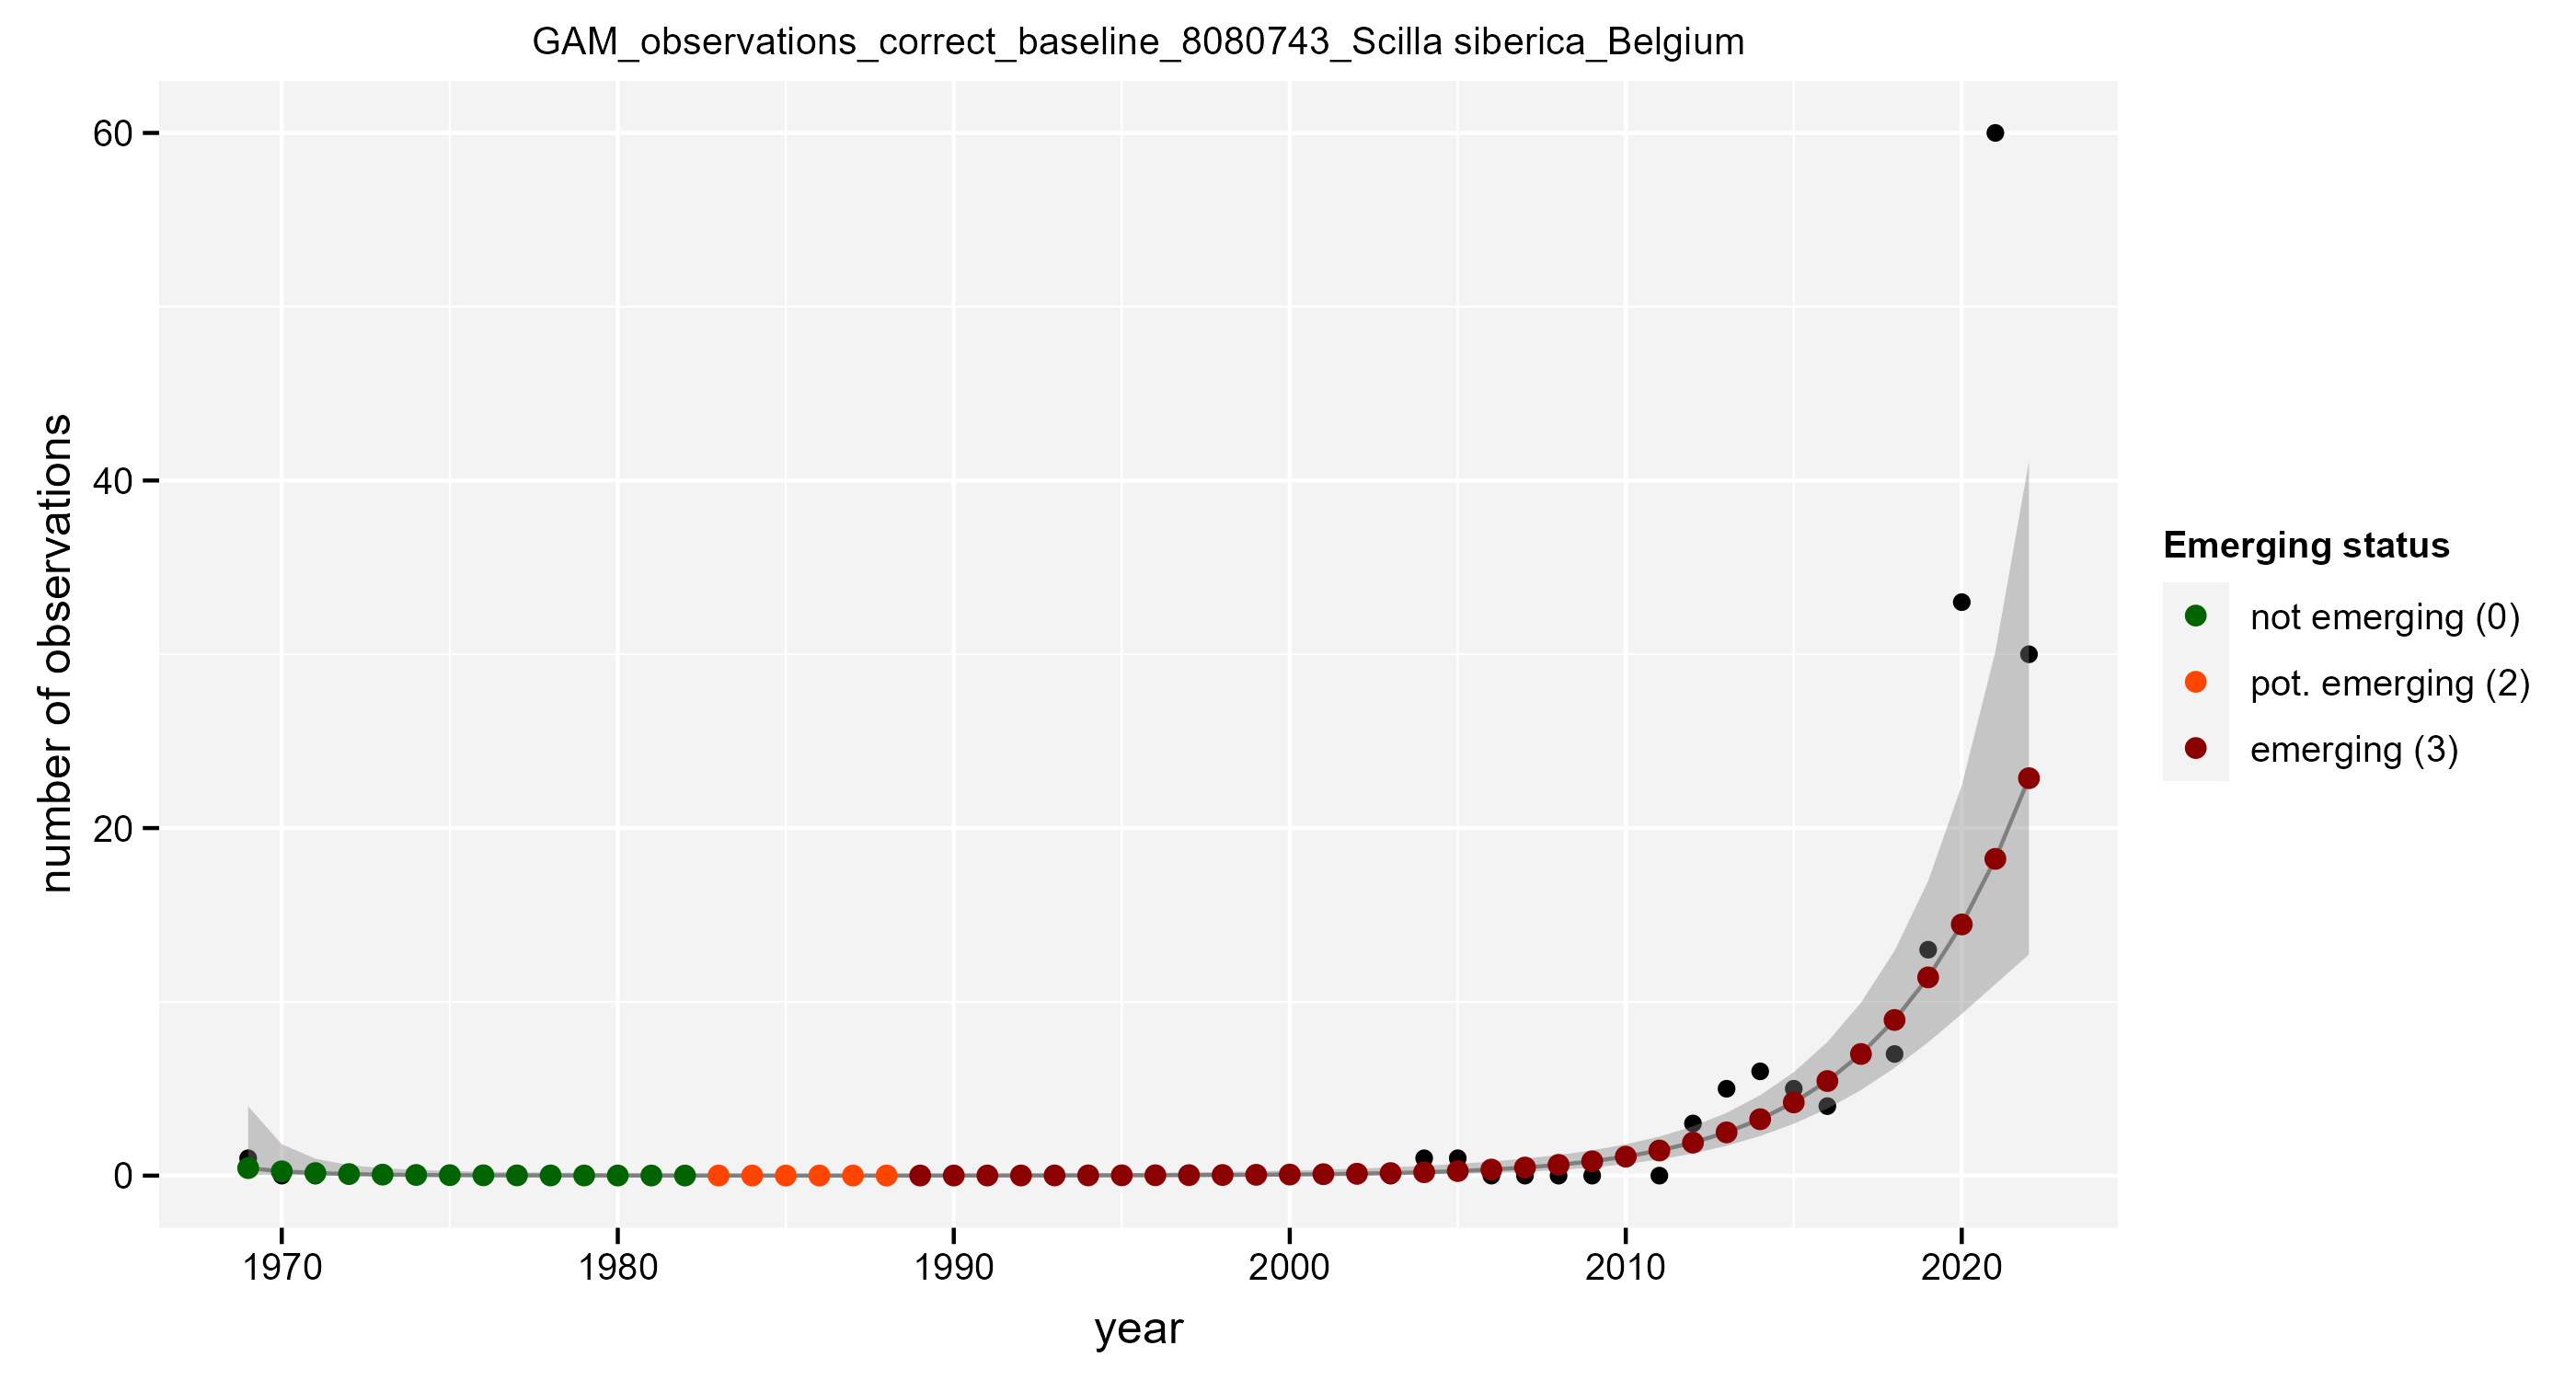 GAM_observations_correct_baseline_8080743_Scilla siberica_Belgium
60
40
20
0
number of observations
1970 1980 1990 2000 2010 2020
year
Emerging status
not emerging (0)
pot. emerging (2)
emerging (3)